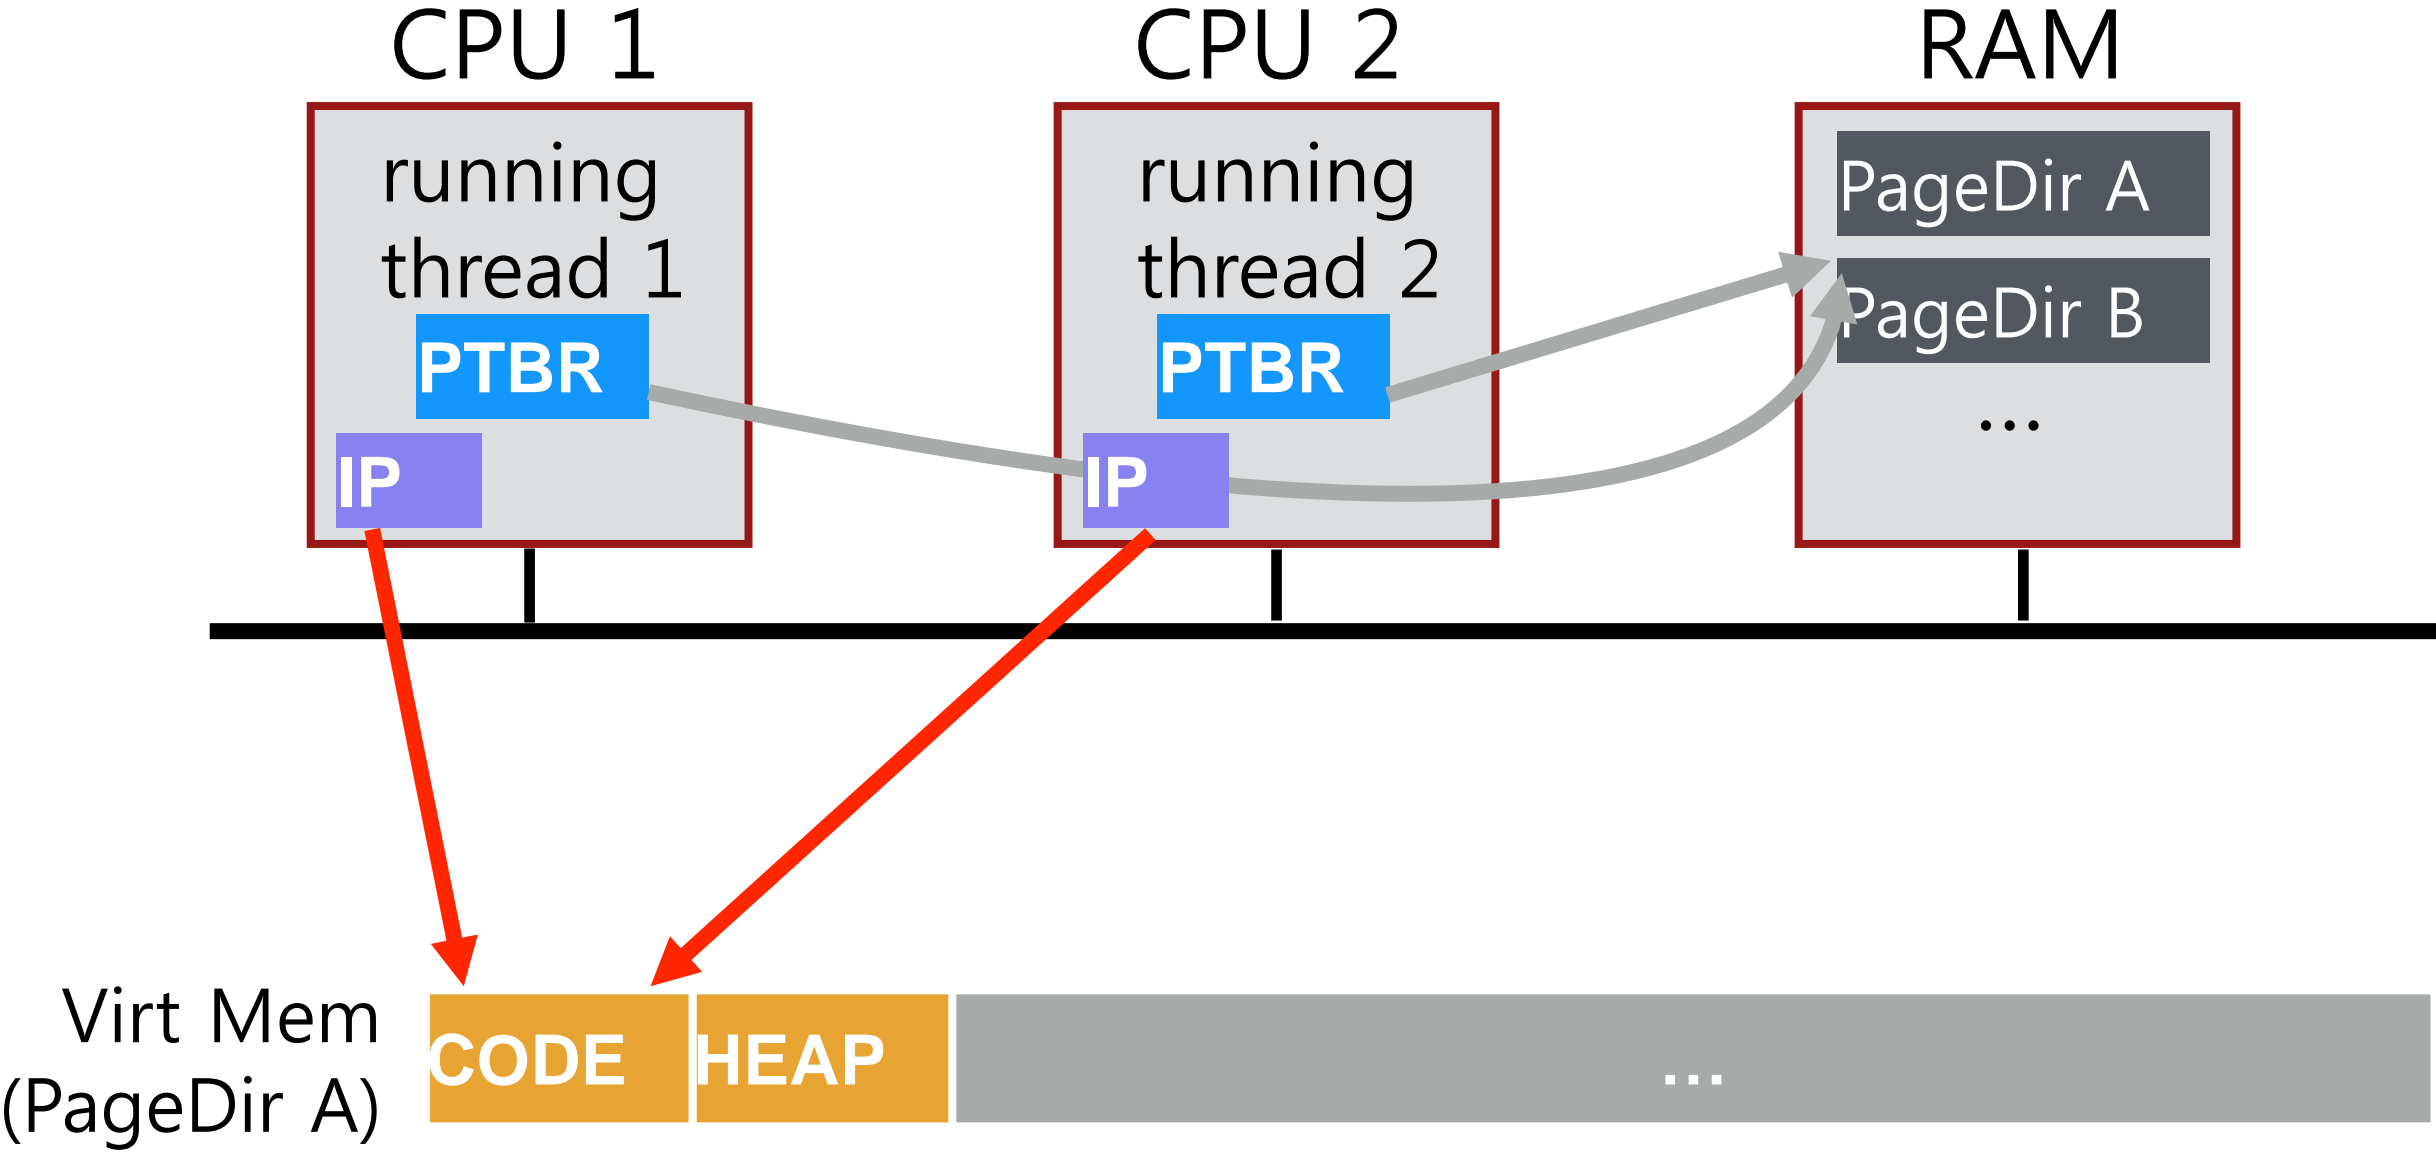 CPU 1
CPU 2
RAM
running
thread 1
PTBR
IP
running
thread 2
PTBR
IP
PageDir A
PageDir B
...
Virt Mem
(PageDir A)
CODE
HEAP
...